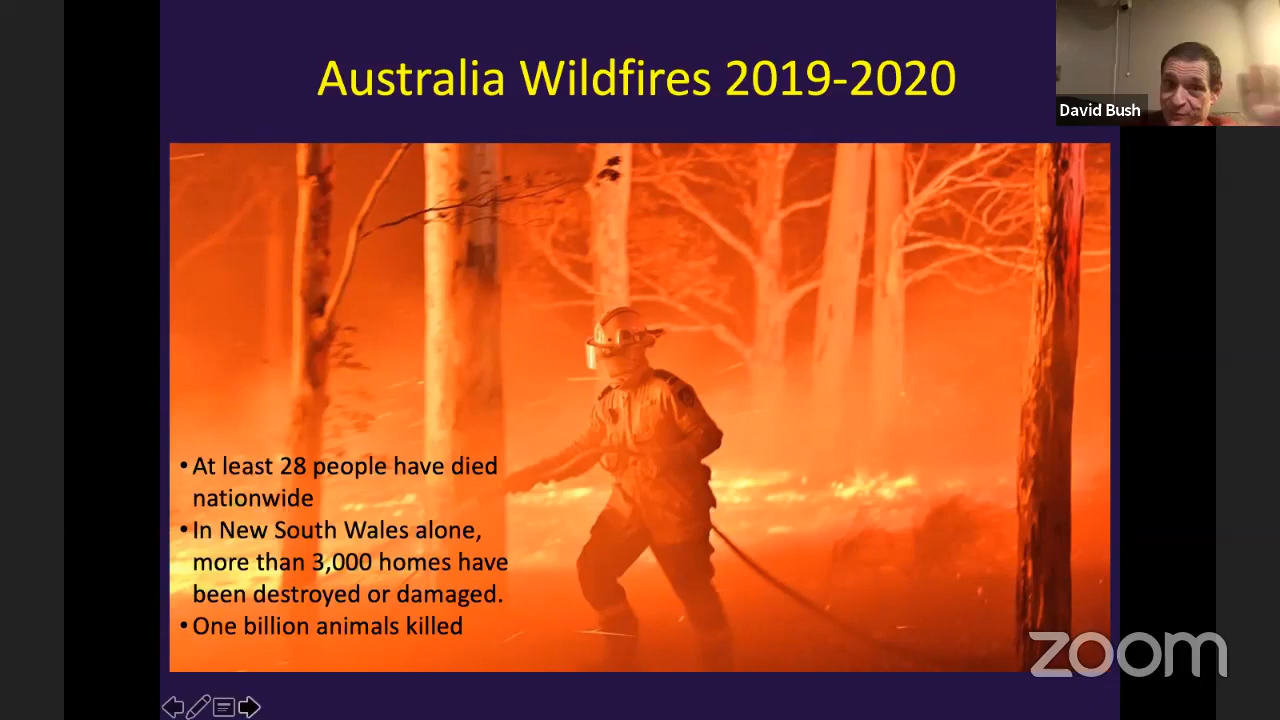 Australia Wildfires 2019-2020
David Bush
• At least 28 people have died
nationwide
• In New South Wales alone,
more than 3,000 homes have
been destroyed or damaged.
• One billion animals killed
zoom